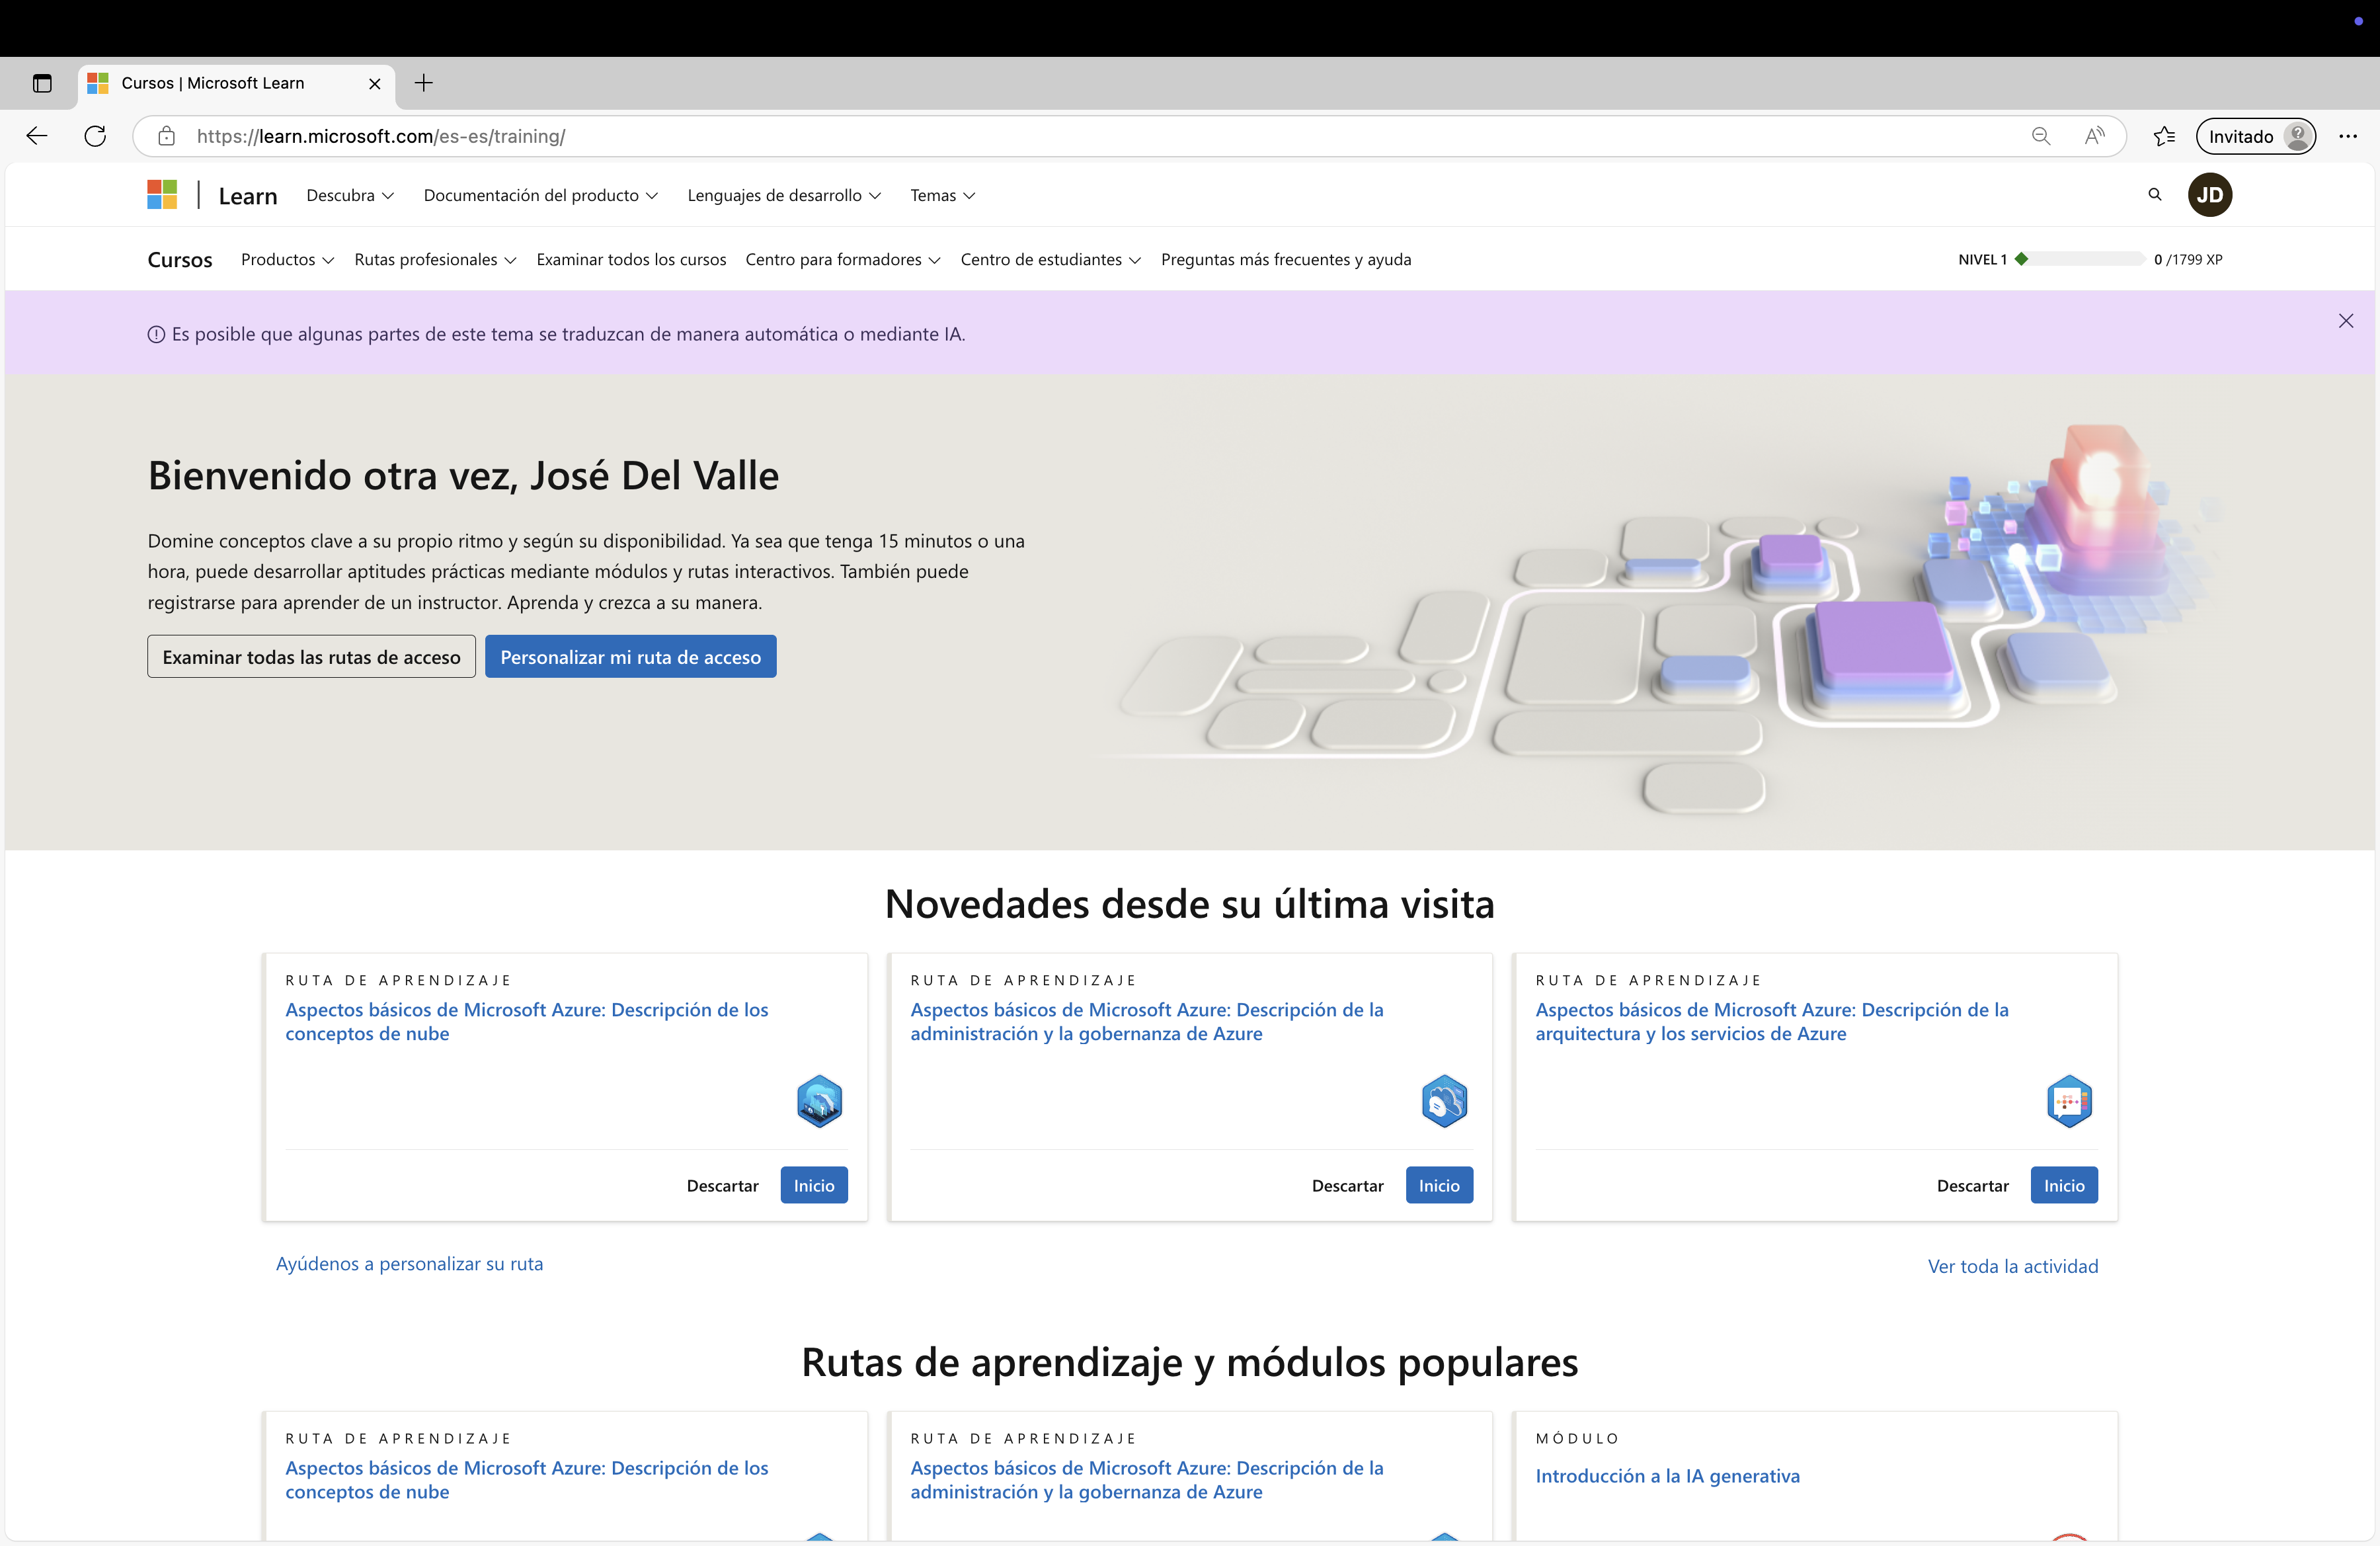 Cursos | Microsoft Learn
https://learn.microsoft.com/es-es/training/
Invitado
Learn Descubra Documentación del producto Lenguajes de desarrollo Temas JD
Cursos Productos Rutas profesionales Examinar todos los cursos Centro para formadores Centro de estudiantes Preguntas más frecuentes y ayuda NIVEL 1 0 /1799 XP
Es posible que algunas partes de este tema se traduzcan de manera automática o mediante IA.
Bienvenido otra vez, José Del Valle
Domine conceptos clave a su propio ritmo y según su disponibilidad. Ya sea que tenga 15 minutos o una
hora, puede desarrollar aptitudes prácticas mediante módulos y rutas interactivos. También puede
registrarse para aprender de un instructor. Aprenda y crezca a su manera.
Examinar todas las rutas de acceso Personalizar mi ruta de acceso
Novedades desde su última visita
RUTA DE APRENDIZAJE
Aspectos básicos de Microsoft Azure: Descripción de los
conceptos de nube
Descartar Inicio
RUTA DE APRENDIZAJE
Aspectos básicos de Microsoft Azure: Descripción de la
administración y la gobernanza de Azure
Descartar Inicio
RUTA DE APRENDIZAJE
Aspectos básicos de Microsoft Azure: Descripción de la
arquitectura y los servicios de Azure
Descartar Inicio
Ayúdenos a personalizar su ruta
Ver toda la actividad
Rutas de aprendizaje y módulos populares
RUTA DE APRENDIZAJE
Aspectos básicos de Microsoft Azure: Descripción de los
conceptos de nube
RUTA DE APRENDIZAJE
Aspectos básicos de Microsoft Azure: Descripción de la
administración y la gobernanza de Azure
MÓDULO
Introducción a la IA generativa